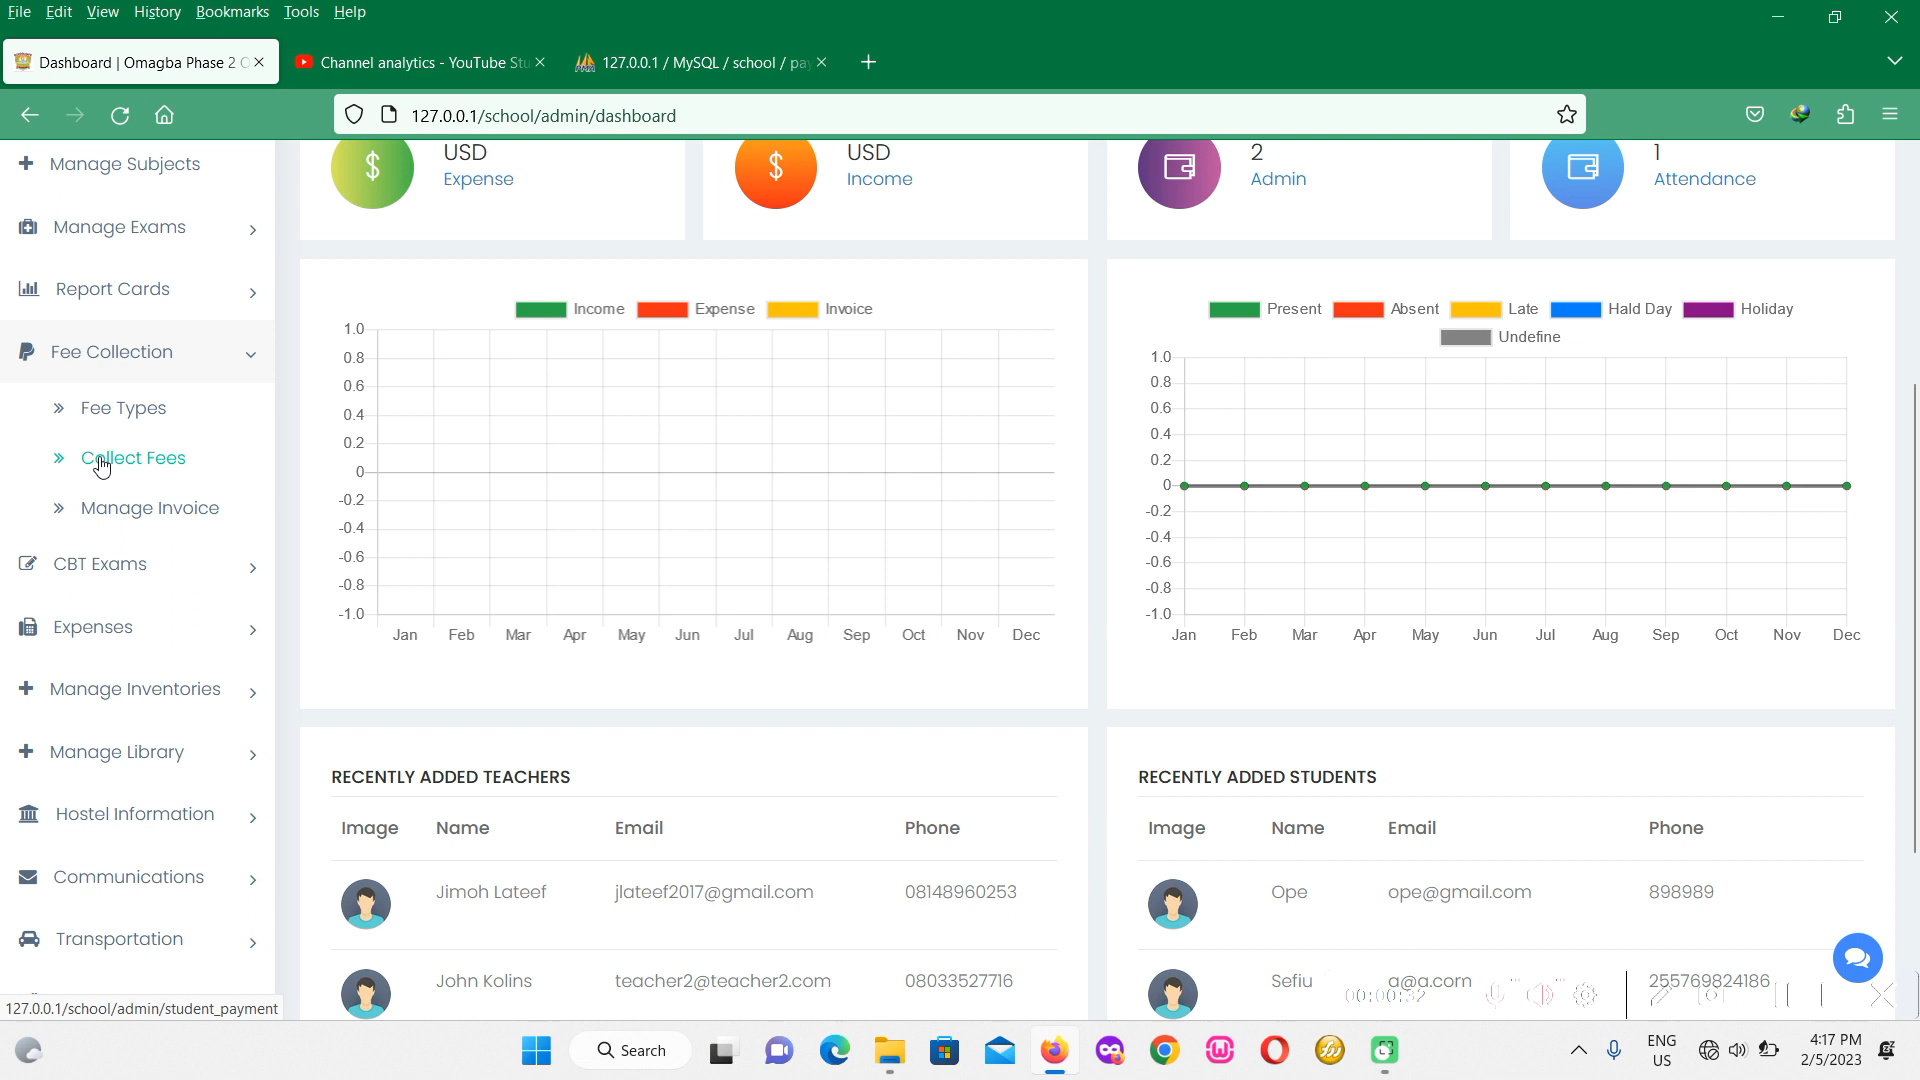 File Edit View History Bookmarks Tools Help
Dashboard | Omagba Phase 2
Channel analytics - YouTube Stu
127.0.0.1 / MySQL / school / pay
127.0.0.1/school/admin/dashboard
Manage Subjects
Manage Exams
Report Cards
Fee Collection
Fee Types
Collect Fees
Manage Invoice
CBT Exams
Expenses
Manage Inventories
Manage Library
Hostel Information
Communications
Transportation
127.0.0.1/school/admin/student_payment
USD
Expense
USD
Income
2
Admin
1
Attendance
Income Expense Invoice
1.0
0.8
0.6
0.4
0.2
0
-0.2
-0.4
-0.6
-0.8
-1.0
Jan Feb Mar Apr May Jun Jul Aug Sep Oct Nov Dec
Present Absent Late Hald Day Holiday
Undefine
1.0
0.8
0.6
0.4
0.2
0
-0.2
-0.4
-0.6
-0.8
-1.0
Jan Feb Mar Apr May Jun Jul Aug Sep Oct Nov Dec
RECENTLY ADDED TEACHERS
Image Name Email Phone
Jimoh Lateef jlateef2017@gmail.com 08148960253
John Kolins teacher2@teacher2.com 08033527716
RECENTLY ADDED STUDENTS
Image Name Email Phone
Ope ope@gmail.com 898989
Sefiu a@a.com 255769824186
00:00:32
Search
ENG
US
4:17 PM
2/5/2023